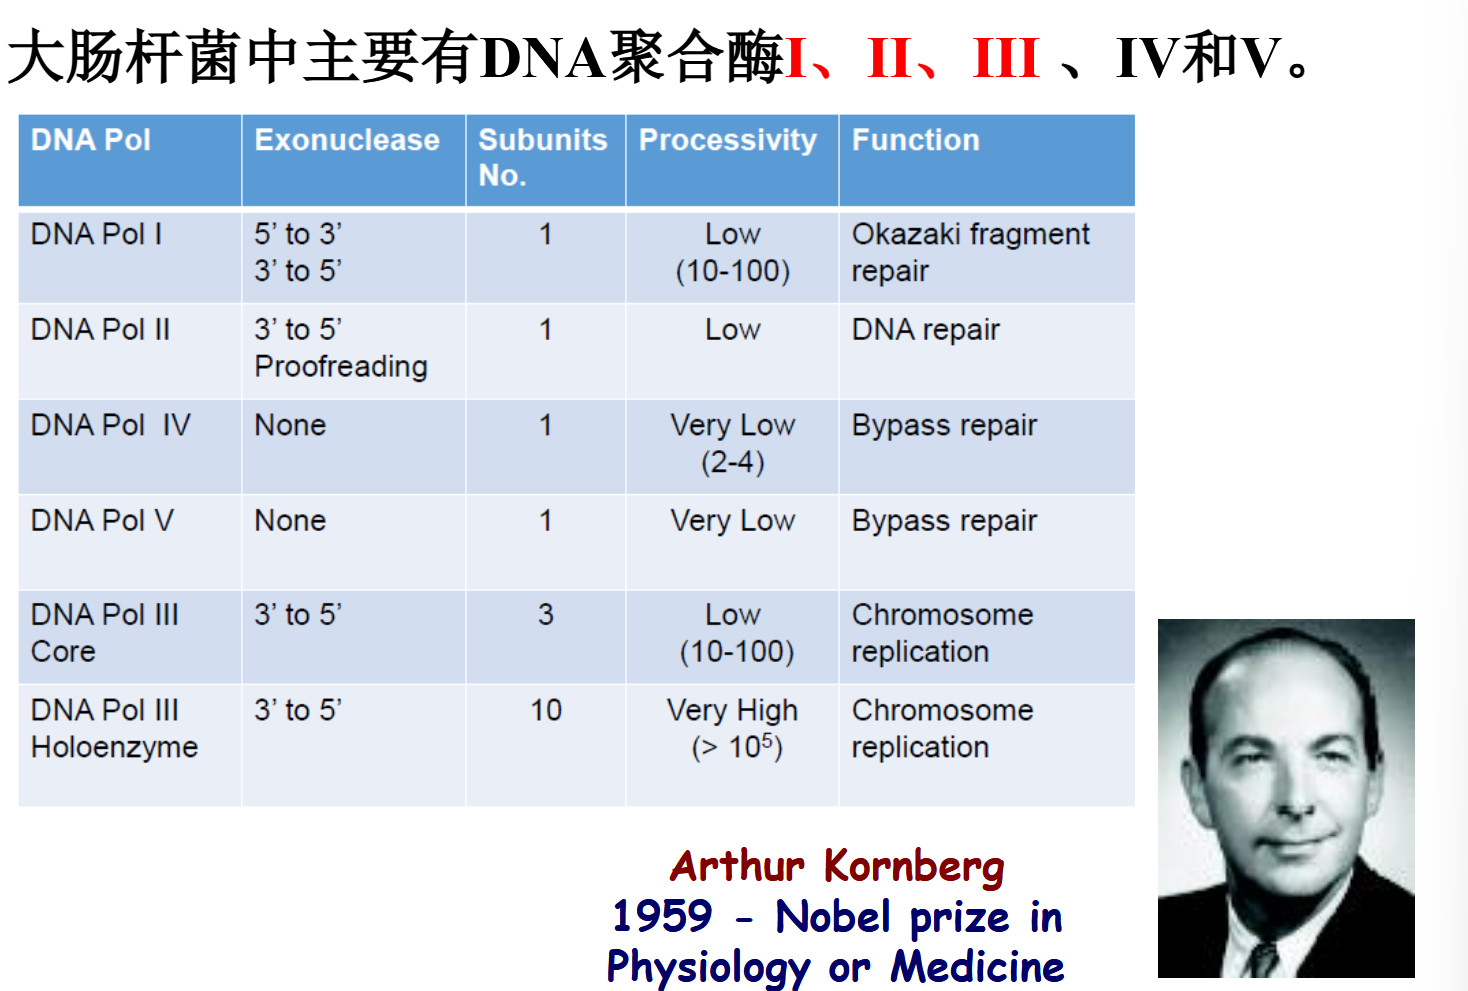 大肠杆菌中主要有DNA聚合酶I、II、III 、IV和V。
DNA Pol Exonuclease Subunits No. Processivity Function
DNA Pol I 5’ to 3’ 3’ to 5’ 1 Low (10-100) Okazaki fragment repair
DNA Pol II 3’ to 5’ Proofreading 1 Low DNA repair
DNA Pol IV None 1 Very Low (2-4) Bypass repair
DNA Pol V None 1 Very Low Bypass repair
DNA Pol III Core 3’ to 5’ 3 Low (10-100) Chromosome replication
DNA Pol III Holoenzyme 3’ to 5’ 10 Very High (> 10⁵) Chromosome replication
Arthur Kornberg
1959 - Nobel prize in
Physiology or Medicine